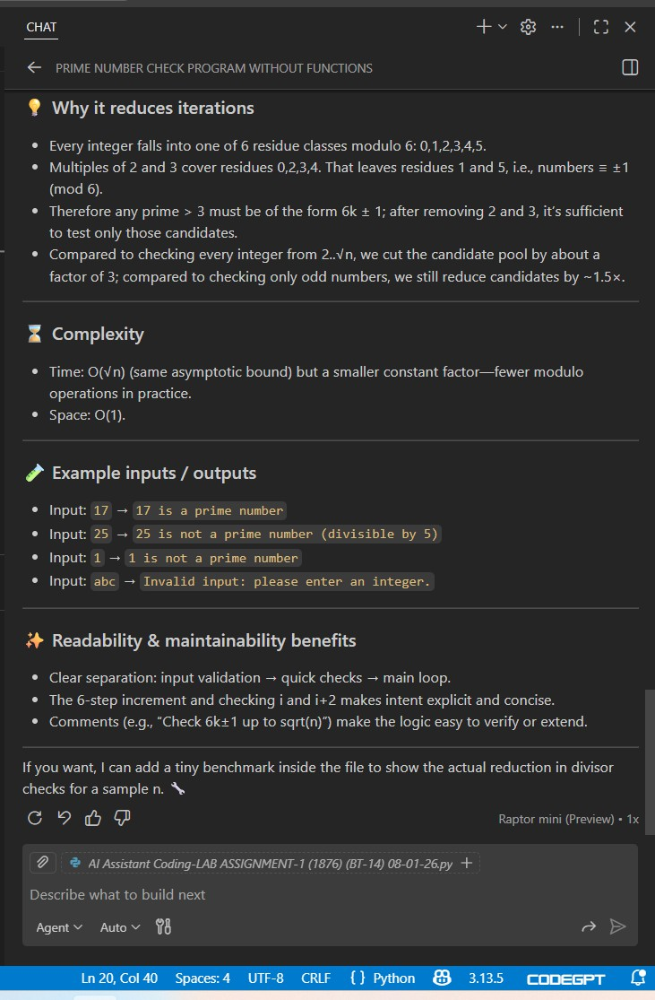 CHAT
PRIME NUMBER CHECK PROGRAM WITHOUT FUNCTIONS
Why it reduces iterations
Every integer falls into one of 6 residue classes modulo 6: 0,1,2,3,4,5.
Multiples of 2 and 3 cover residues 0,2,3,4. That leaves residues 1 and 5, i.e., numbers ≡ ±1
(mod 6).
Therefore any prime > 3 must be of the form 6k ± 1; after removing 2 and 3, it’s sufficient
to test only those candidates.
Compared to checking every integer from 2..√n, we cut the candidate pool by about a
factor of 3; compared to checking only odd numbers, we still reduce candidates by ~1.5×.
Complexity
Time: O(√n) (same asymptotic bound) but a smaller constant factor—fewer modulo
operations in practice.
Space: O(1).
Example inputs / outputs
Input: 17 → 17 is a prime number
Input: 25 → 25 is not a prime number (divisible by 5)
Input: 1 → 1 is not a prime number
Input: abc → Invalid input: please enter an integer.
Readability & maintainability benefits
Clear separation: input validation → quick checks → main loop.
The 6-step increment and checking i and i+2 makes intent explicit and concise.
Comments (e.g., “Check 6k±1 up to sqrt(n)”) make the logic easy to verify or extend.
If you want, I can add a tiny benchmark inside the file to show the actual reduction in divisor
checks for a sample n.
Raptor mini (Preview) • 1x
AI Assistant Coding-LAB ASSIGNMENT-1 (1876) (BT-14) 08-01-26.py
Describe what to build next
Agent Auto
Ln 20, Col 40 Spaces: 4 UTF-8 CRLF { } Python 3.13.5 CODEGPT